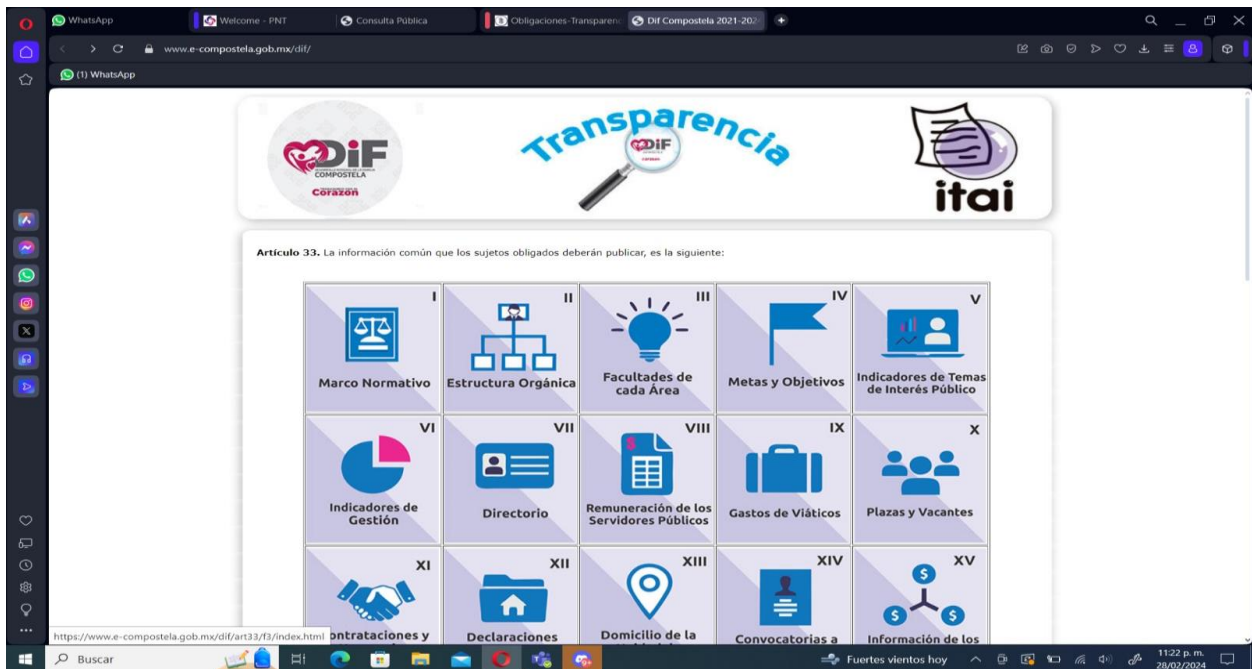 WhatsApp
Welcome - PNT
Consulta Pública
Obligaciones-Transparen
Dif Compostela 2021-202
www.e-compostela.gob.mx/dif/
(1) WhatsApp
DiF
COMPOSTELA
Corazón
Transparencia
DiF
itai
Artículo 33. La información común que los sujetos obligados deberán publicar, es la siguiente:
I
Marco Normativo
II
Estructura Orgánica
III
Facultades de
cada Área
IV
Metas y Objetivos
V
Indicadores de Temas
de Interés Público
VI
Indicadores de
Gestión
VII
Directorio
VIII
Remuneración de los
Servidores Públicos
IX
Gastos de Viáticos
X
Plazas y Vacantes
XI
ontrataciones y
XII
Declaraciones
XIII
Domicilio de la
XIV
Convocatorias a
XV
Información de los
https://www.e-compostela.gob.mx/dif/art33/f3/index.html
Buscar
Fuertes vientos hoy
11:22 p. m.
28/02/2024